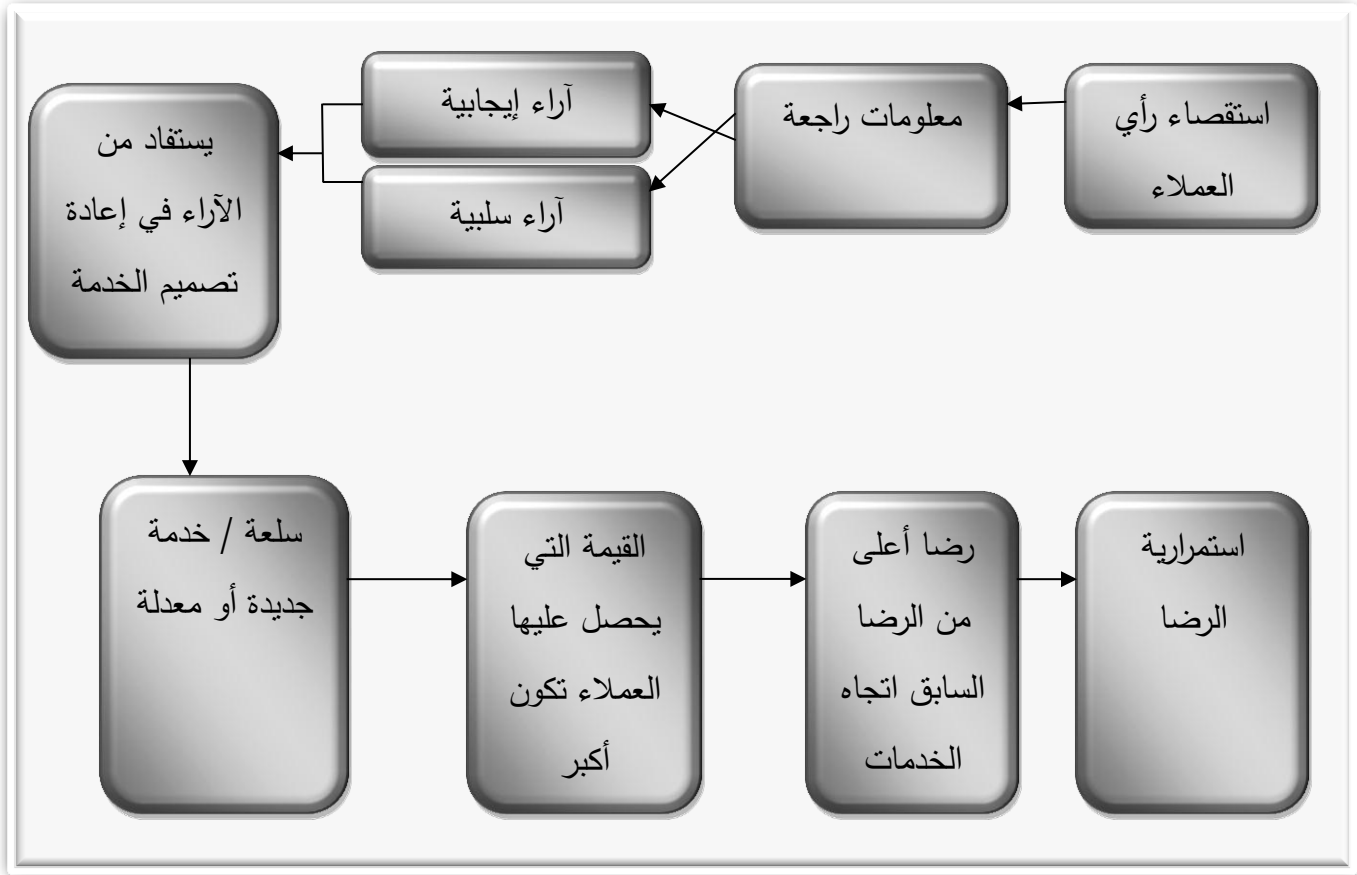 استقصاء رأي
العملاء
معلومات راجعة
آراء إيجابية
آراء سلبية
يستفاد من
الآراء في إعادة
تصميم الخدمة
سلعة / خدمة
جديدة أو معدلة
القيمة التي
يحصل عليها
العملاء تكون
أكبر
رضا أعلى
من الرضا
السابق اتجاه
الخدمات
استمرارية
الرضا